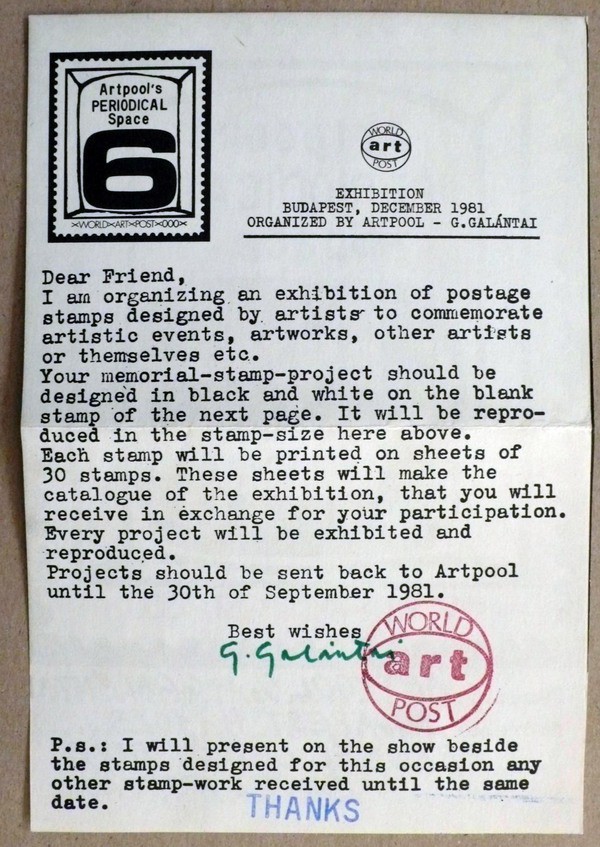 Artpool's
PERIODICAL
Space
6
×WORLD×ART×POST×000×
WORLD
art
POST
EXHIBITION
BUDAPEST, DECEMBER 1981
ORGANIZED BY ARTPOOL - G.GALÁNTAI
Dear Friend,
I am organizing an exhibition of postage
stamps designed by artists to commemorate
artistic events, artworks, other artists
or themselves etc.
Your memorial-stamp-project should be
designed in black and white on the blank
stamp of the next page. It will be repro-
duced in the stamp-size here above.
Each stamp will be printed on sheets of
30 stamps. These sheets will make the
catalogue of the exhibition, that you will
receive in exchange for your participation.
Every project will be exhibited and
reproduced.
Projects should be sent back to Artpool
until the 30th of September 1981.
Best wishes
G. Galántai
WORLD
art
POST
P.s.: I will present on the show beside
the stamps designed for this occasion any
other stamp-work received until the same
date.
THANKS